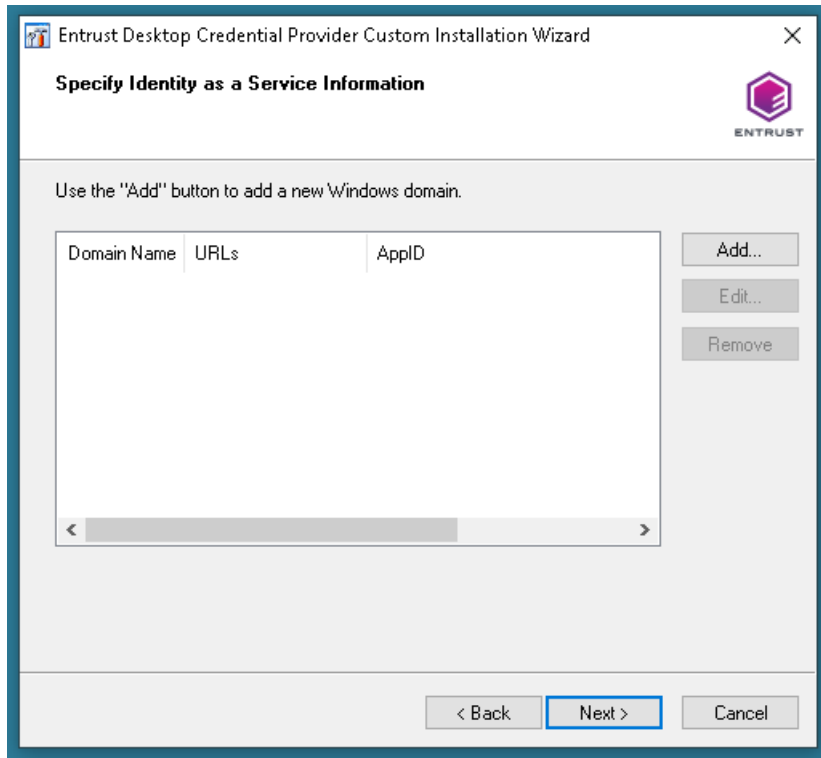 Entrust Desktop Credential Provider Custom Installation Wizard
Specify Identity as a Service Information
ENTRUST
Use the "Add" button to add a new Windows domain.
Domain Name URLs AppID
Add...
Edit...
Remove
< Back Next > Cancel